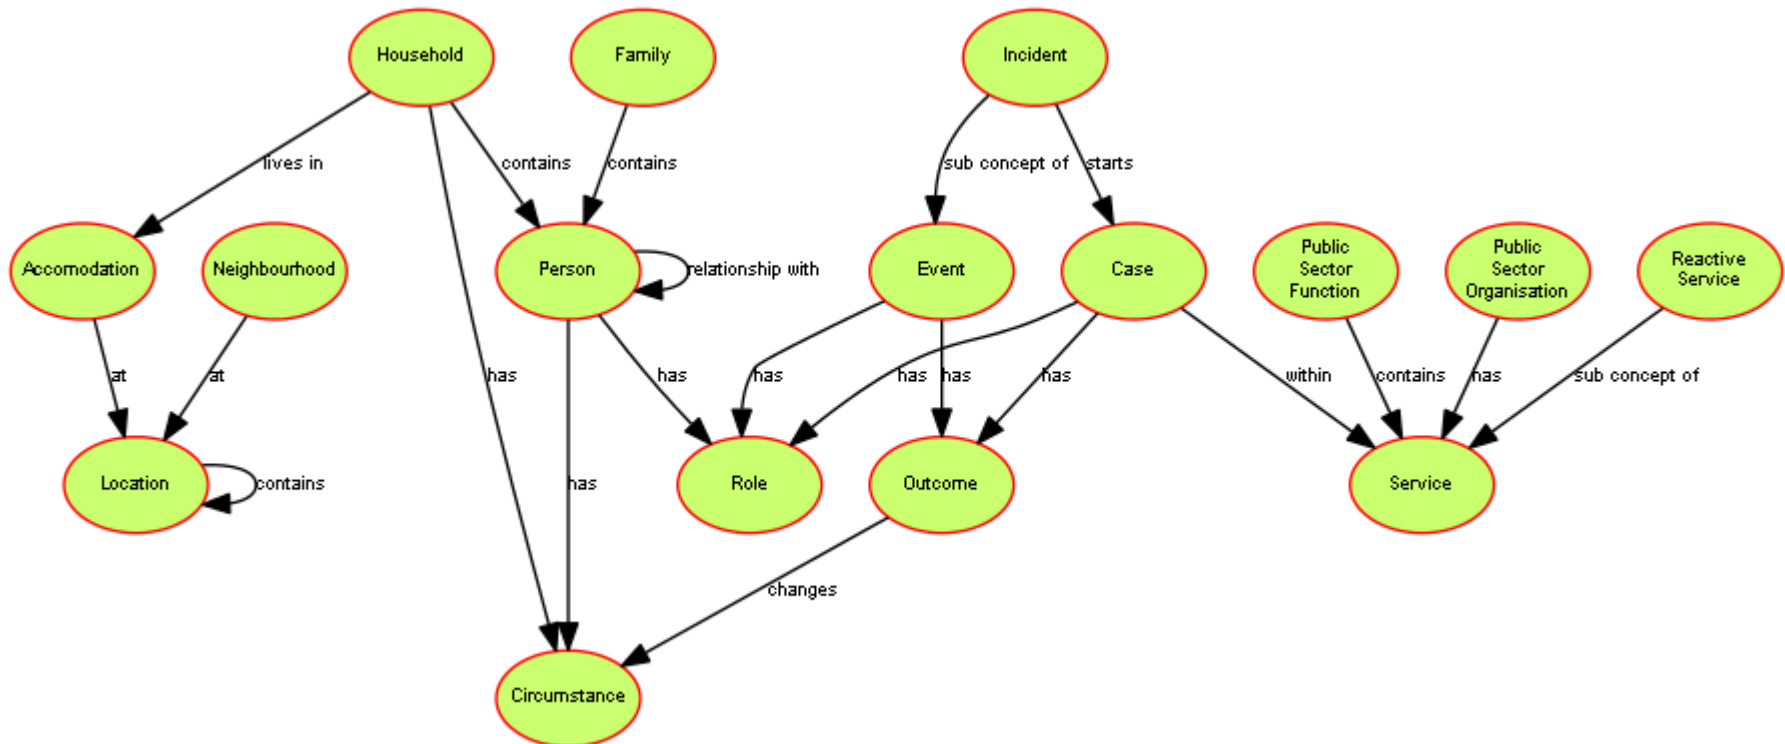 Household
Family
Incident
lives in
contains
contains
sub concept of
starts
Accomodation
Neighbourhood
Person
relationship with
Event
Case
Public
Sector
Function
Public
Sector
Organisation
Reactive
Service
at
at
has
has
has
has
has
has
within
contains
has
sub concept of
Location
contains
has
Role
Outcome
Service
changes
Circumstance